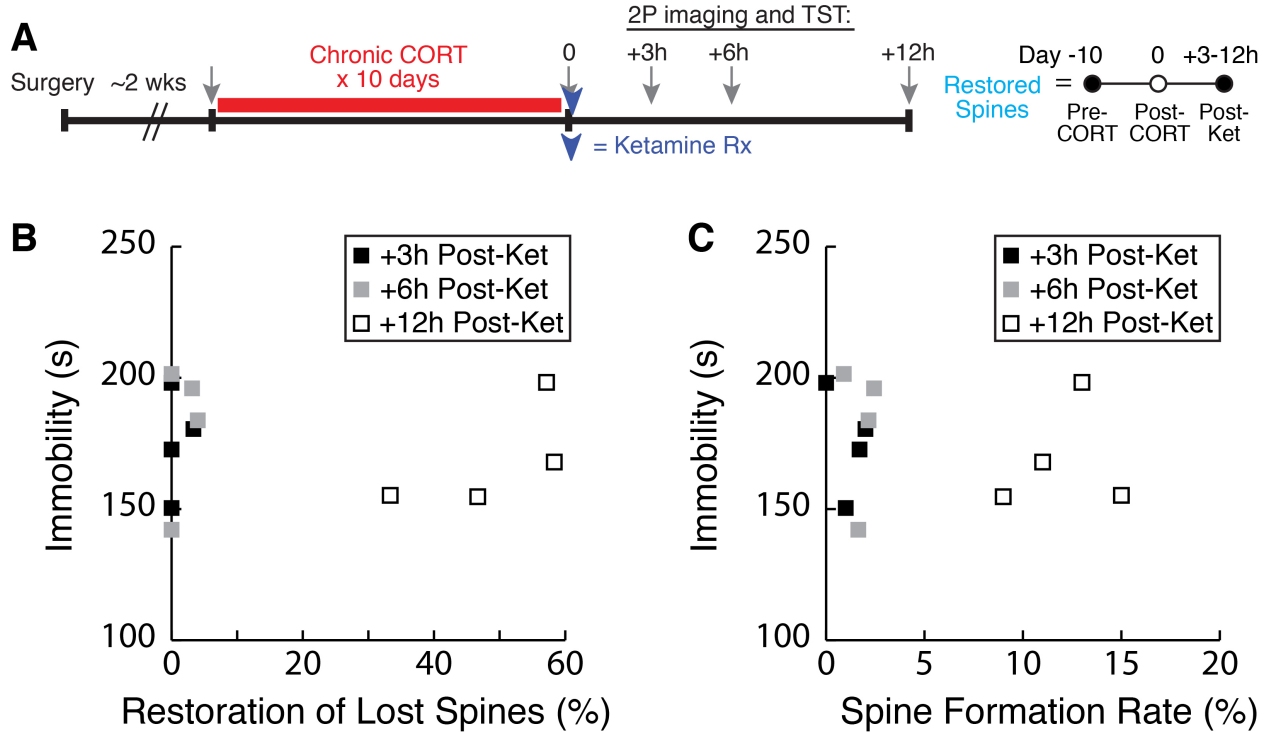 A
2P imaging and TST:
Chronic CORT
x 10 days
Surgery ~2 wks
0 +3h +6h +12h
= Ketamine Rx
Restored
Spines
=
Day -10 0 +3-12h
Pre-
CORT
Post-
CORT
Post-
Ket
B
+3h Post-Ket
+6h Post-Ket
+12h Post-Ket
Immobility (s)
250
200
150
100
0 20 40 60
Restoration of Lost Spines (%)
C
+3h Post-Ket
+6h Post-Ket
+12h Post-Ket
Immobility (s)
250
200
150
100
0 5 10 15 20
Spine Formation Rate (%)